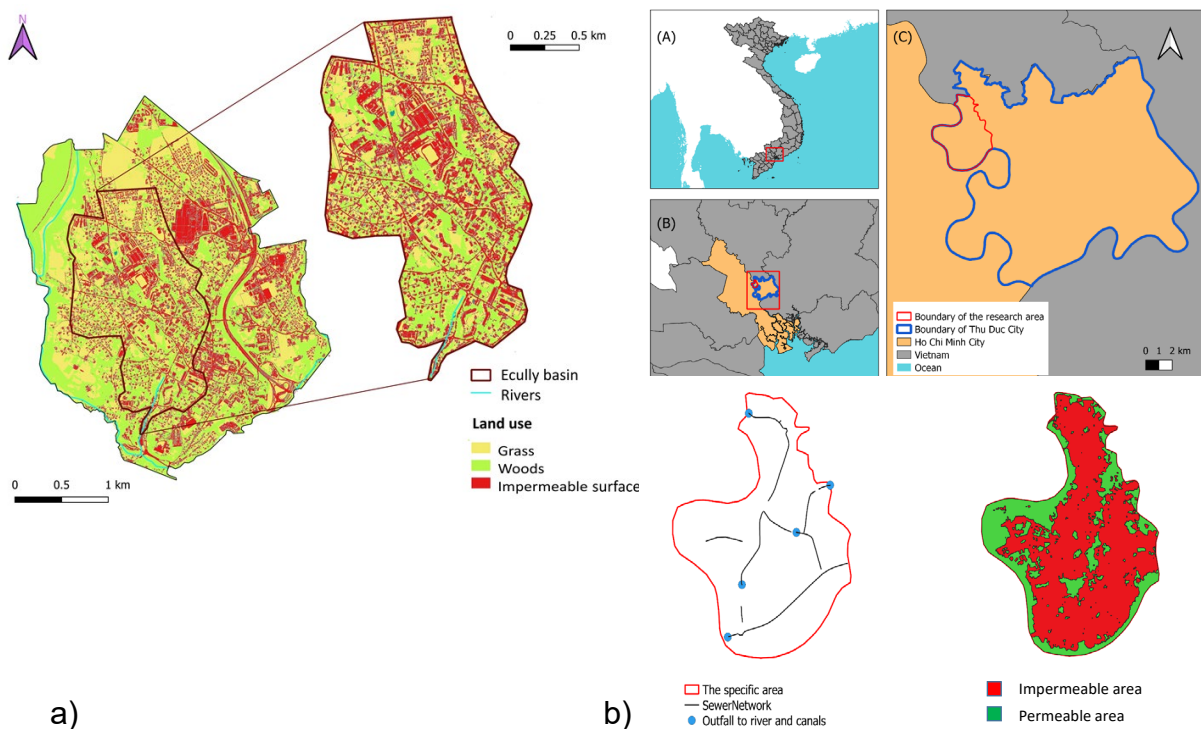 N
0 0.25 0.5 km
Ecully basin
Rivers
Land use
Grass
Woods
Impermeable surface
0 0.5 1 km
a)
(A)
(B)
(C)
Boundary of the research area
Boundary of Thu Duc City
Ho Chi Minh City
Vietnam
Ocean
0 1 2 km
The specific area
SewerNetwork
Outfall to river and canals
Impermeable area
Permeable area
b)